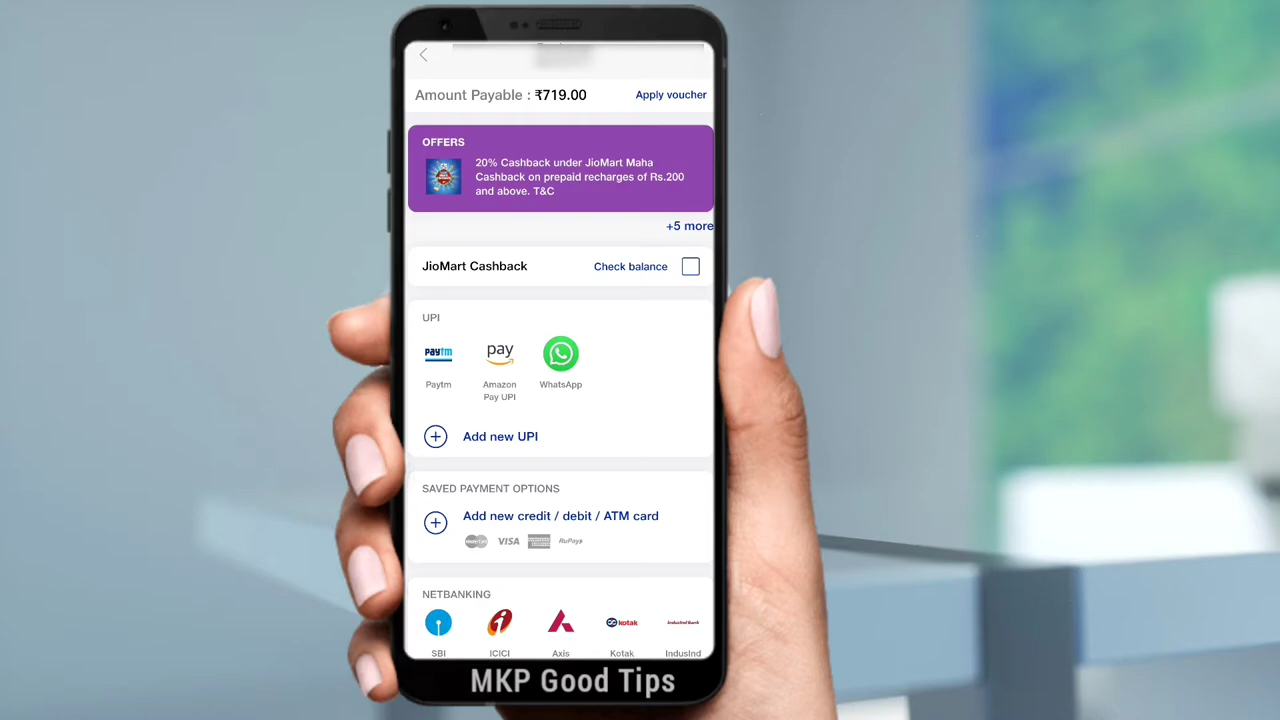 Amount Payable : ₹719.00
Apply voucher
OFFERS
20% Cashback under JioMart Maha
Cashback on prepaid recharges of Rs.200
and above. T&C
+5 more
JioMart Cashback
Check balance
UPI
paytm
pay
Paytm
Amazon
Pay UPI
WhatsApp
Add new UPI
SAVED PAYMENT OPTIONS
Add new credit / debit / ATM card
VISA
RuPay
NETBANKING
kotak
IndusInd Bank
SBI
ICICI
Axis
Kotak
IndusInd
MKP Good Tips